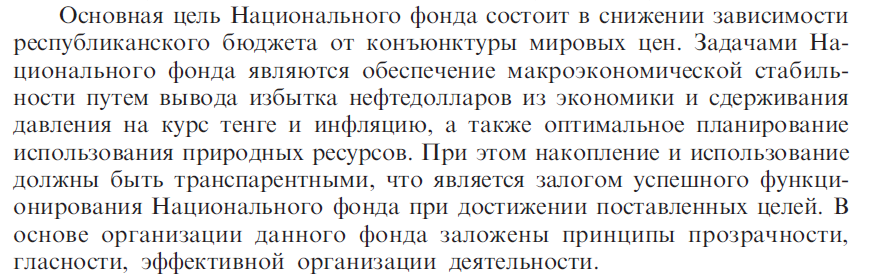 Основная цель Национального фонда состоит в снижении зависимости
республиканского бюджета от конъюнктуры мировых цен. Задачами На-
ционального фонда являются обеспечение макроэкономической стабиль-
ности путем вывода избытка нефтедолларов из экономики и сдерживания
давления на курс тенге и инфляцию, а также оптимальное планирование
использования природных ресурсов. При этом накопление и использование
должны быть транспарентными, что является залогом успешного функци-
онирования Национального фонда при достижении поставленных целей. В
основе организации данного фонда заложены принципы прозрачности,
гласности, эффективной организации деятельности.